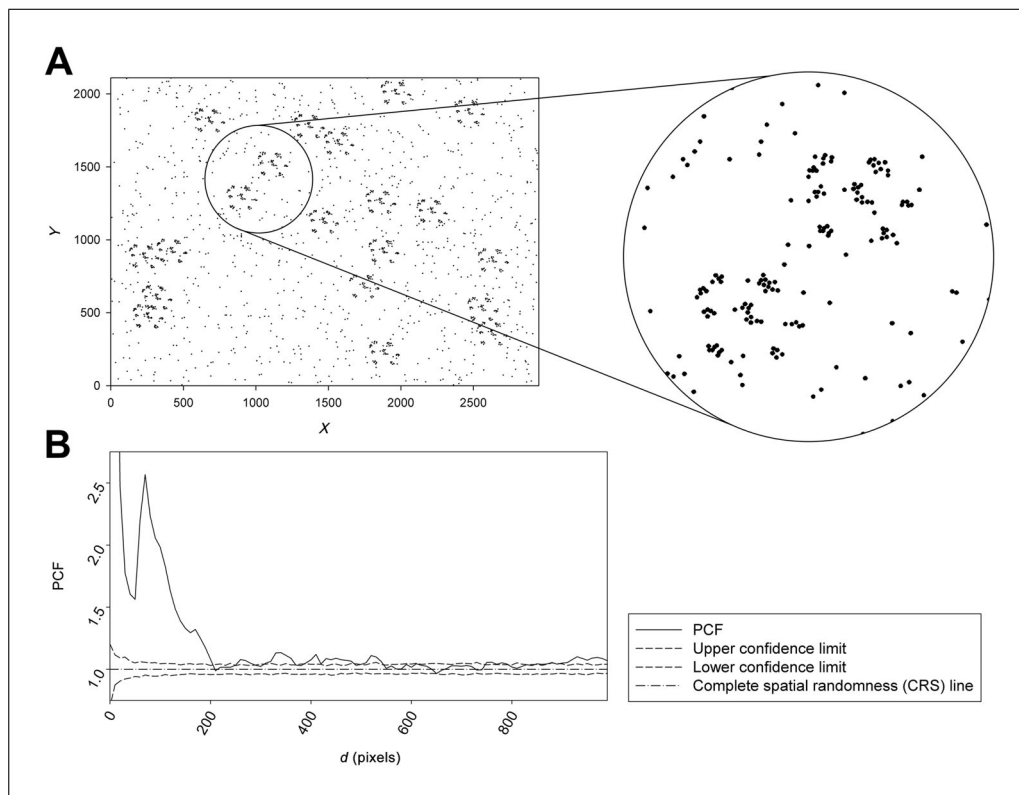 A
2000
1500
1000
500
0
Y
0 500 1000 1500 2000 2500
X
B
2.5
2.0
1.5
1.0
PCF
0 200 400 600 800
d (pixels)
PCF
Upper confidence limit
Lower confidence limit
Complete spatial randomness (CRS) line